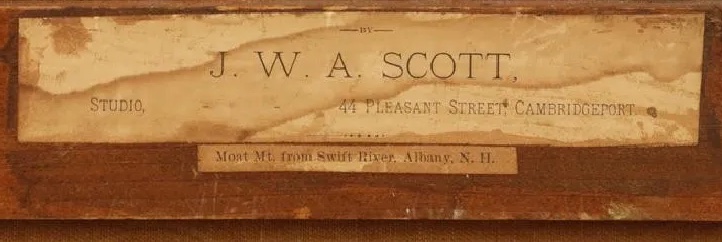 —BY—
J. W. A. SCOTT,
STUDIO, 44 PLEASANT STREET, CAMBRIDGEPORT
Moat Mt. from Swift River, Albany, N. H.